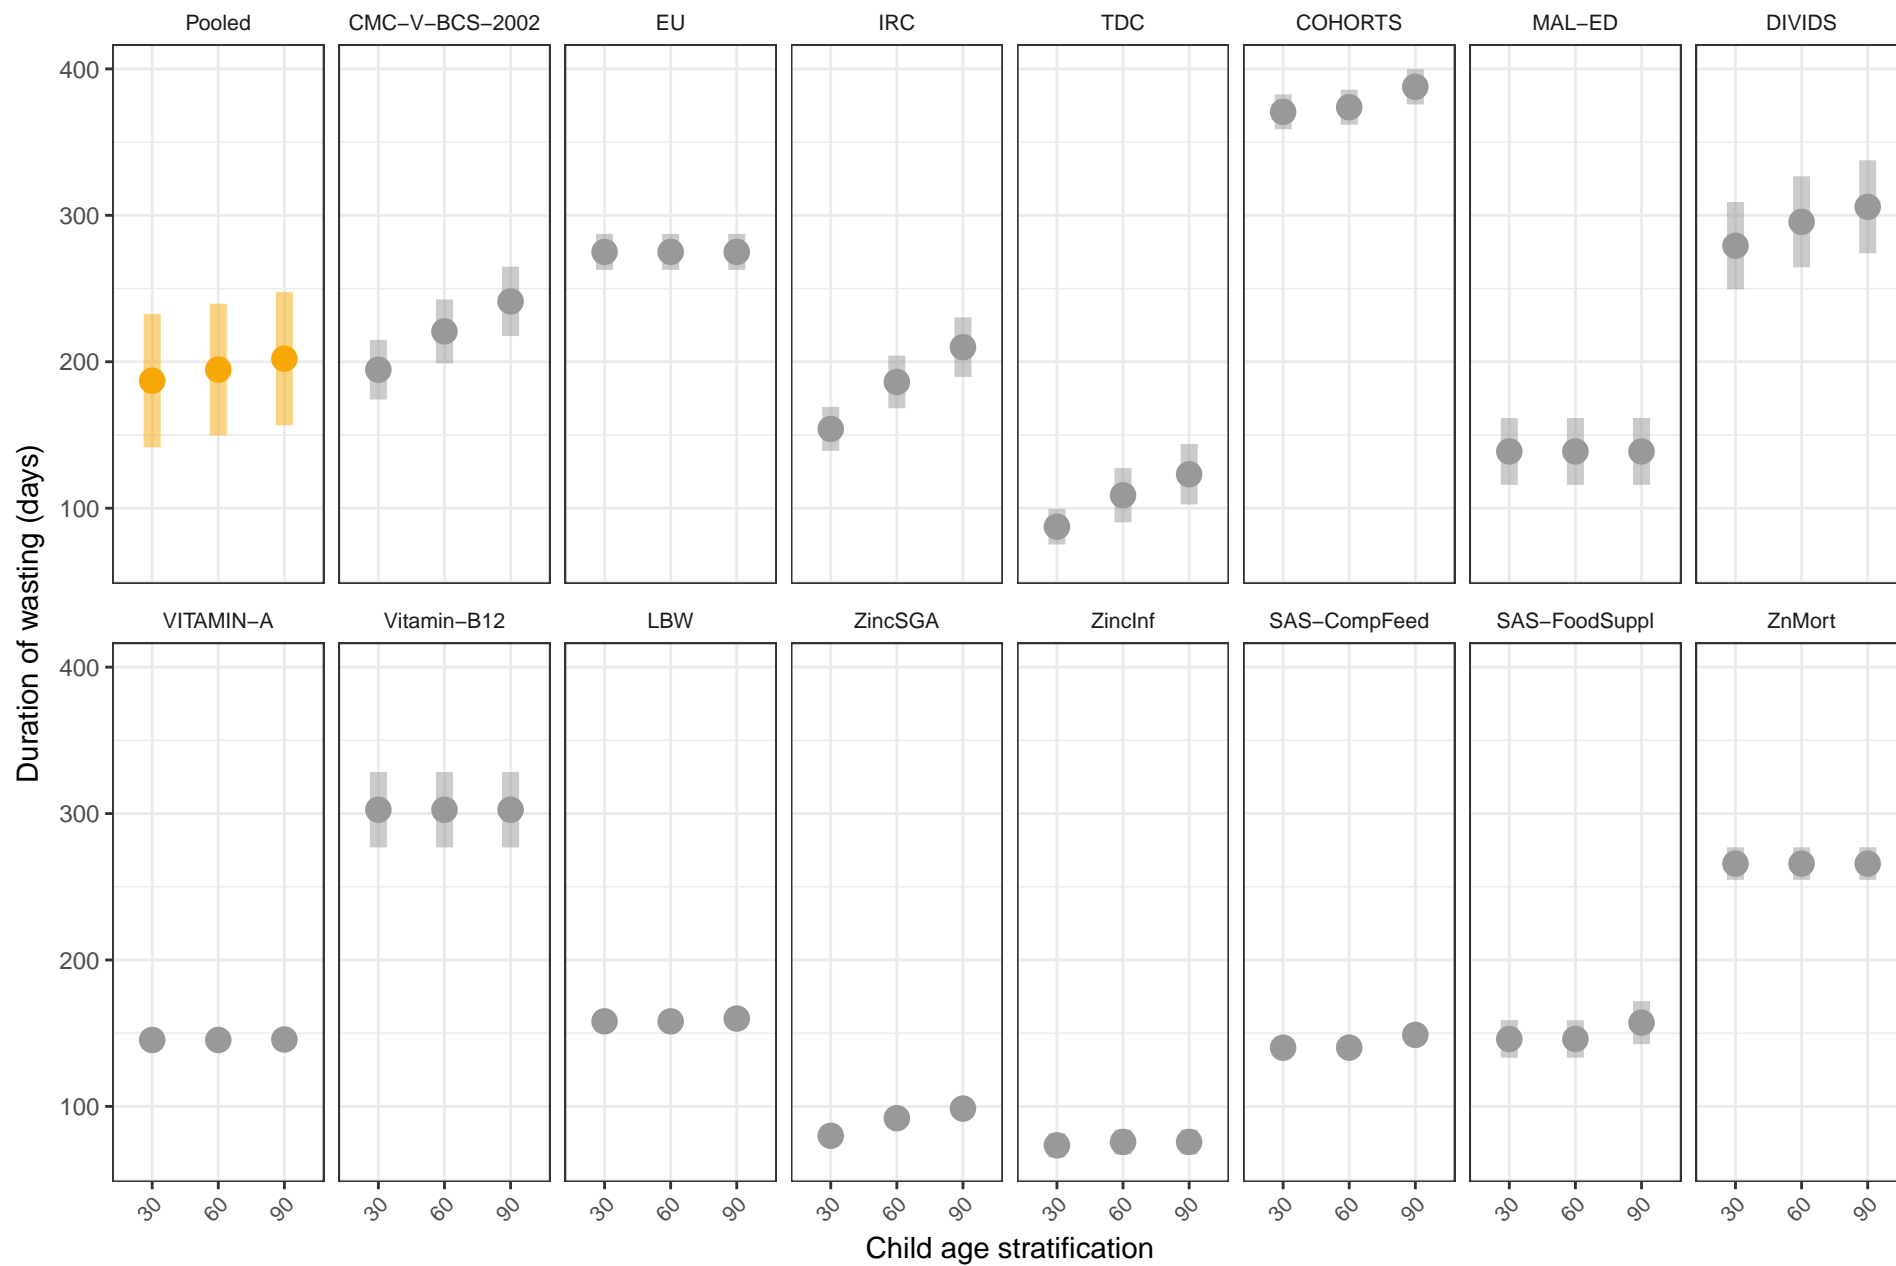 Pooled CMC−V−BCS−2002 EU IRC TDC COHORTS MAL−ED DIVIDS
400
300
200
100
VITAMIN−A Vitamin−B12 LBW ZincSGA ZincInf SAS−CompFeed SAS−FoodSuppl ZnMort
400
300
200
100
30 60 90 30 60 90 30 60 90 30 60 90 30 60 90 30 60 90 30 60 90 30 60 90
Child age stratification
Duration of wasting (days)